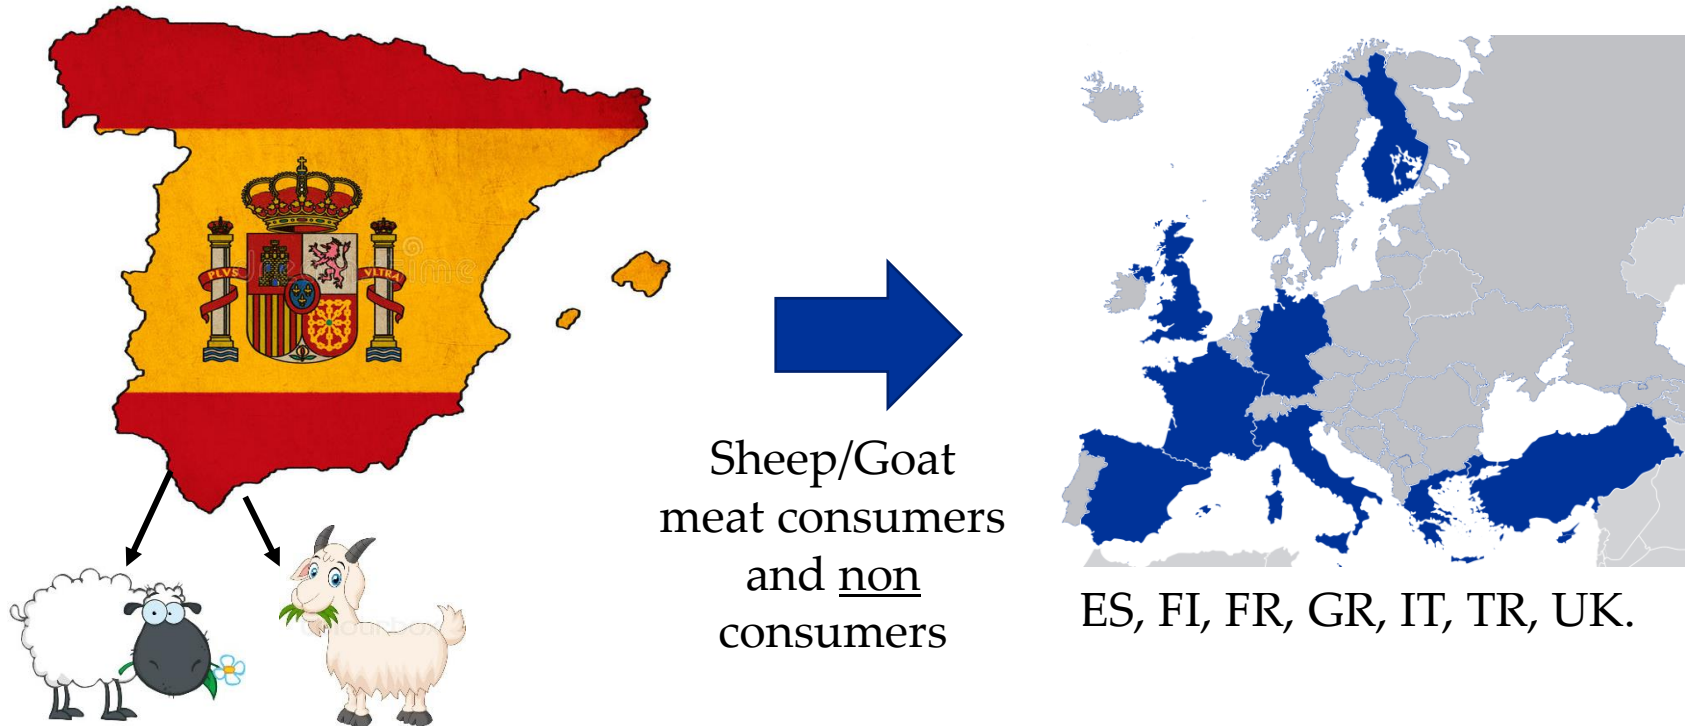 PLVS
VLTRA
Sheep/Goat
meat consumers
and non
consumers
ES, FI, FR, GR, IT, TR, UK.